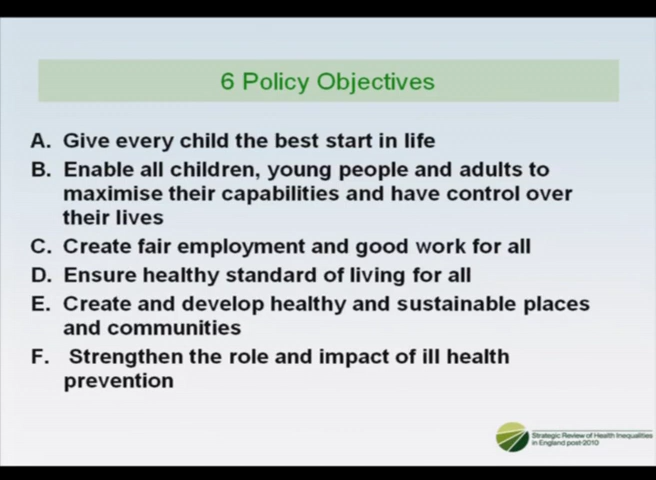 6 Policy Objectives
A. Give every child the best start in life
B. Enable all children, young people and adults to
maximise their capabilities and have control over
their lives
C. Create fair employment and good work for all
D. Ensure healthy standard of living for all
E. Create and develop healthy and sustainable places
and communities
F. Strengthen the role and impact of ill health
prevention
Strategic Review of Health Inequalities
in England post-2010